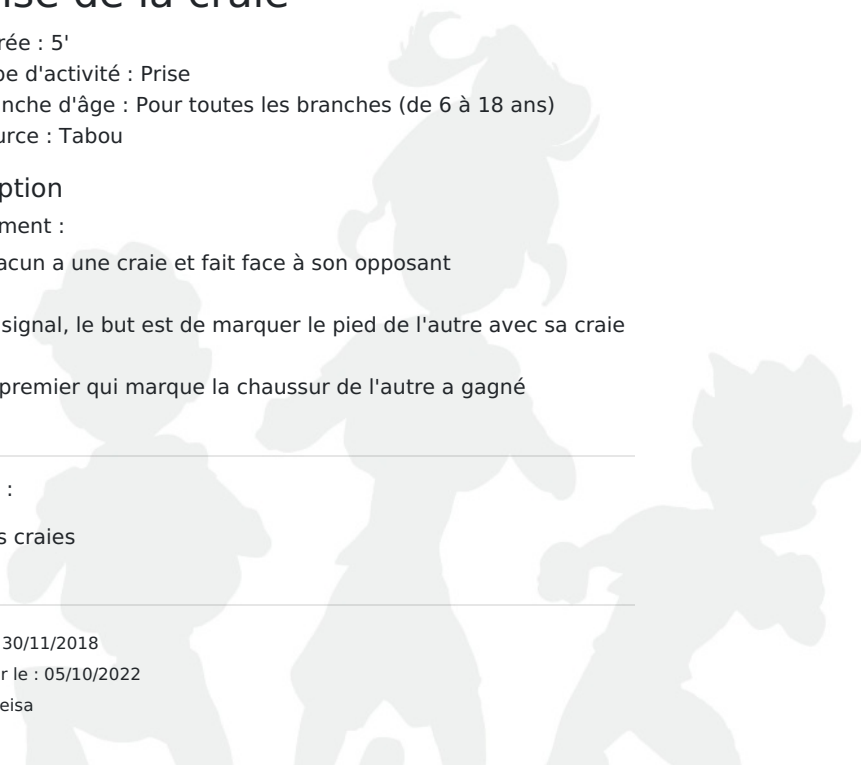 ise de la craie
rée : 5'
pe d'activité : Prise
nche d'âge : Pour toutes les branches (de 6 à 18 ans)
urce : Tabou
ption
ment :
acun a une craie et fait face à son opposant
signal, le but est de marquer le pied de l'autre avec sa craie
premier qui marque la chaussur de l'autre a gagné
:
s craies
30/11/2018
r le : 05/10/2022
eisa